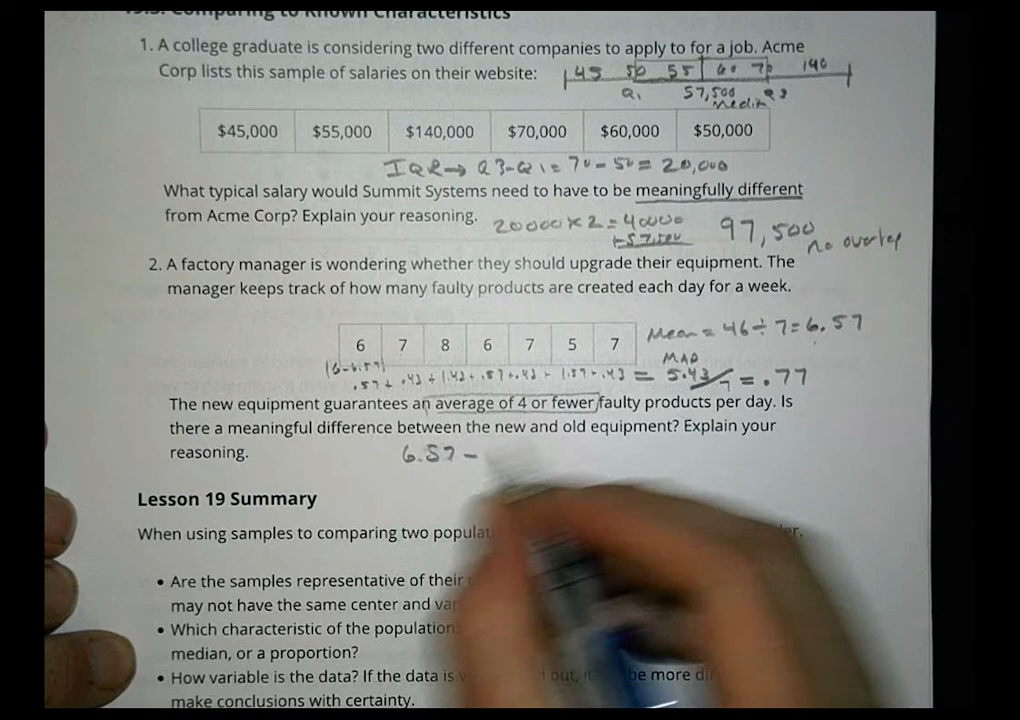 19.3: Comparing to Known Characteristics
1. A college graduate is considering two different companies to apply to for a job. Acme
Corp lists this sample of salaries on their website:
45 50 55 60 70 140
Q1 57,500 Q3
Median
$45,000 $55,000 $140,000 $70,000 $60,000 $50,000
IQR → Q3-Q1 = 70 - 50 = 20,000
What typical salary would Summit Systems need to have to be meaningfully different
from Acme Corp? Explain your reasoning.
20000 × 2 = 40000
+57,500
97,500
no overlap
2. A factory manager is wondering whether they should upgrade their equipment. The
manager keeps track of how many faulty products are created each day for a week.
6 7 8 6 7 5 7
Mean = 46 ÷ 7 = 6.57
MAD
(6-6.57)
.57 + .43 + 1.43 + .57 + .43 + 1.57 + .43 = 5.43/7 = .77
The new equipment guarantees an average of 4 or fewer faulty products per day. Is
there a meaningful difference between the new and old equipment? Explain your
reasoning.
6.57 -
Lesson 19 Summary
When using samples to comparing two
Are the samples representative of their
may not have the same center and
Which characteristic of the
median, or a proportion?
How variable is the data? If the data is out, be more
make conclusions with certainty.